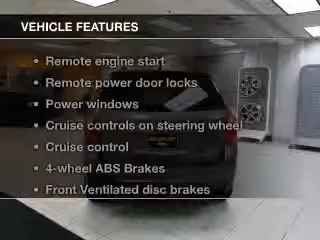 VEHICLE FEATURES
• Remote engine start
• Remote power door locks
• Power windows
• Cruise controls on steering wheel
• Cruise control
• 4-wheel ABS Brakes
• Front Ventilated disc brakes